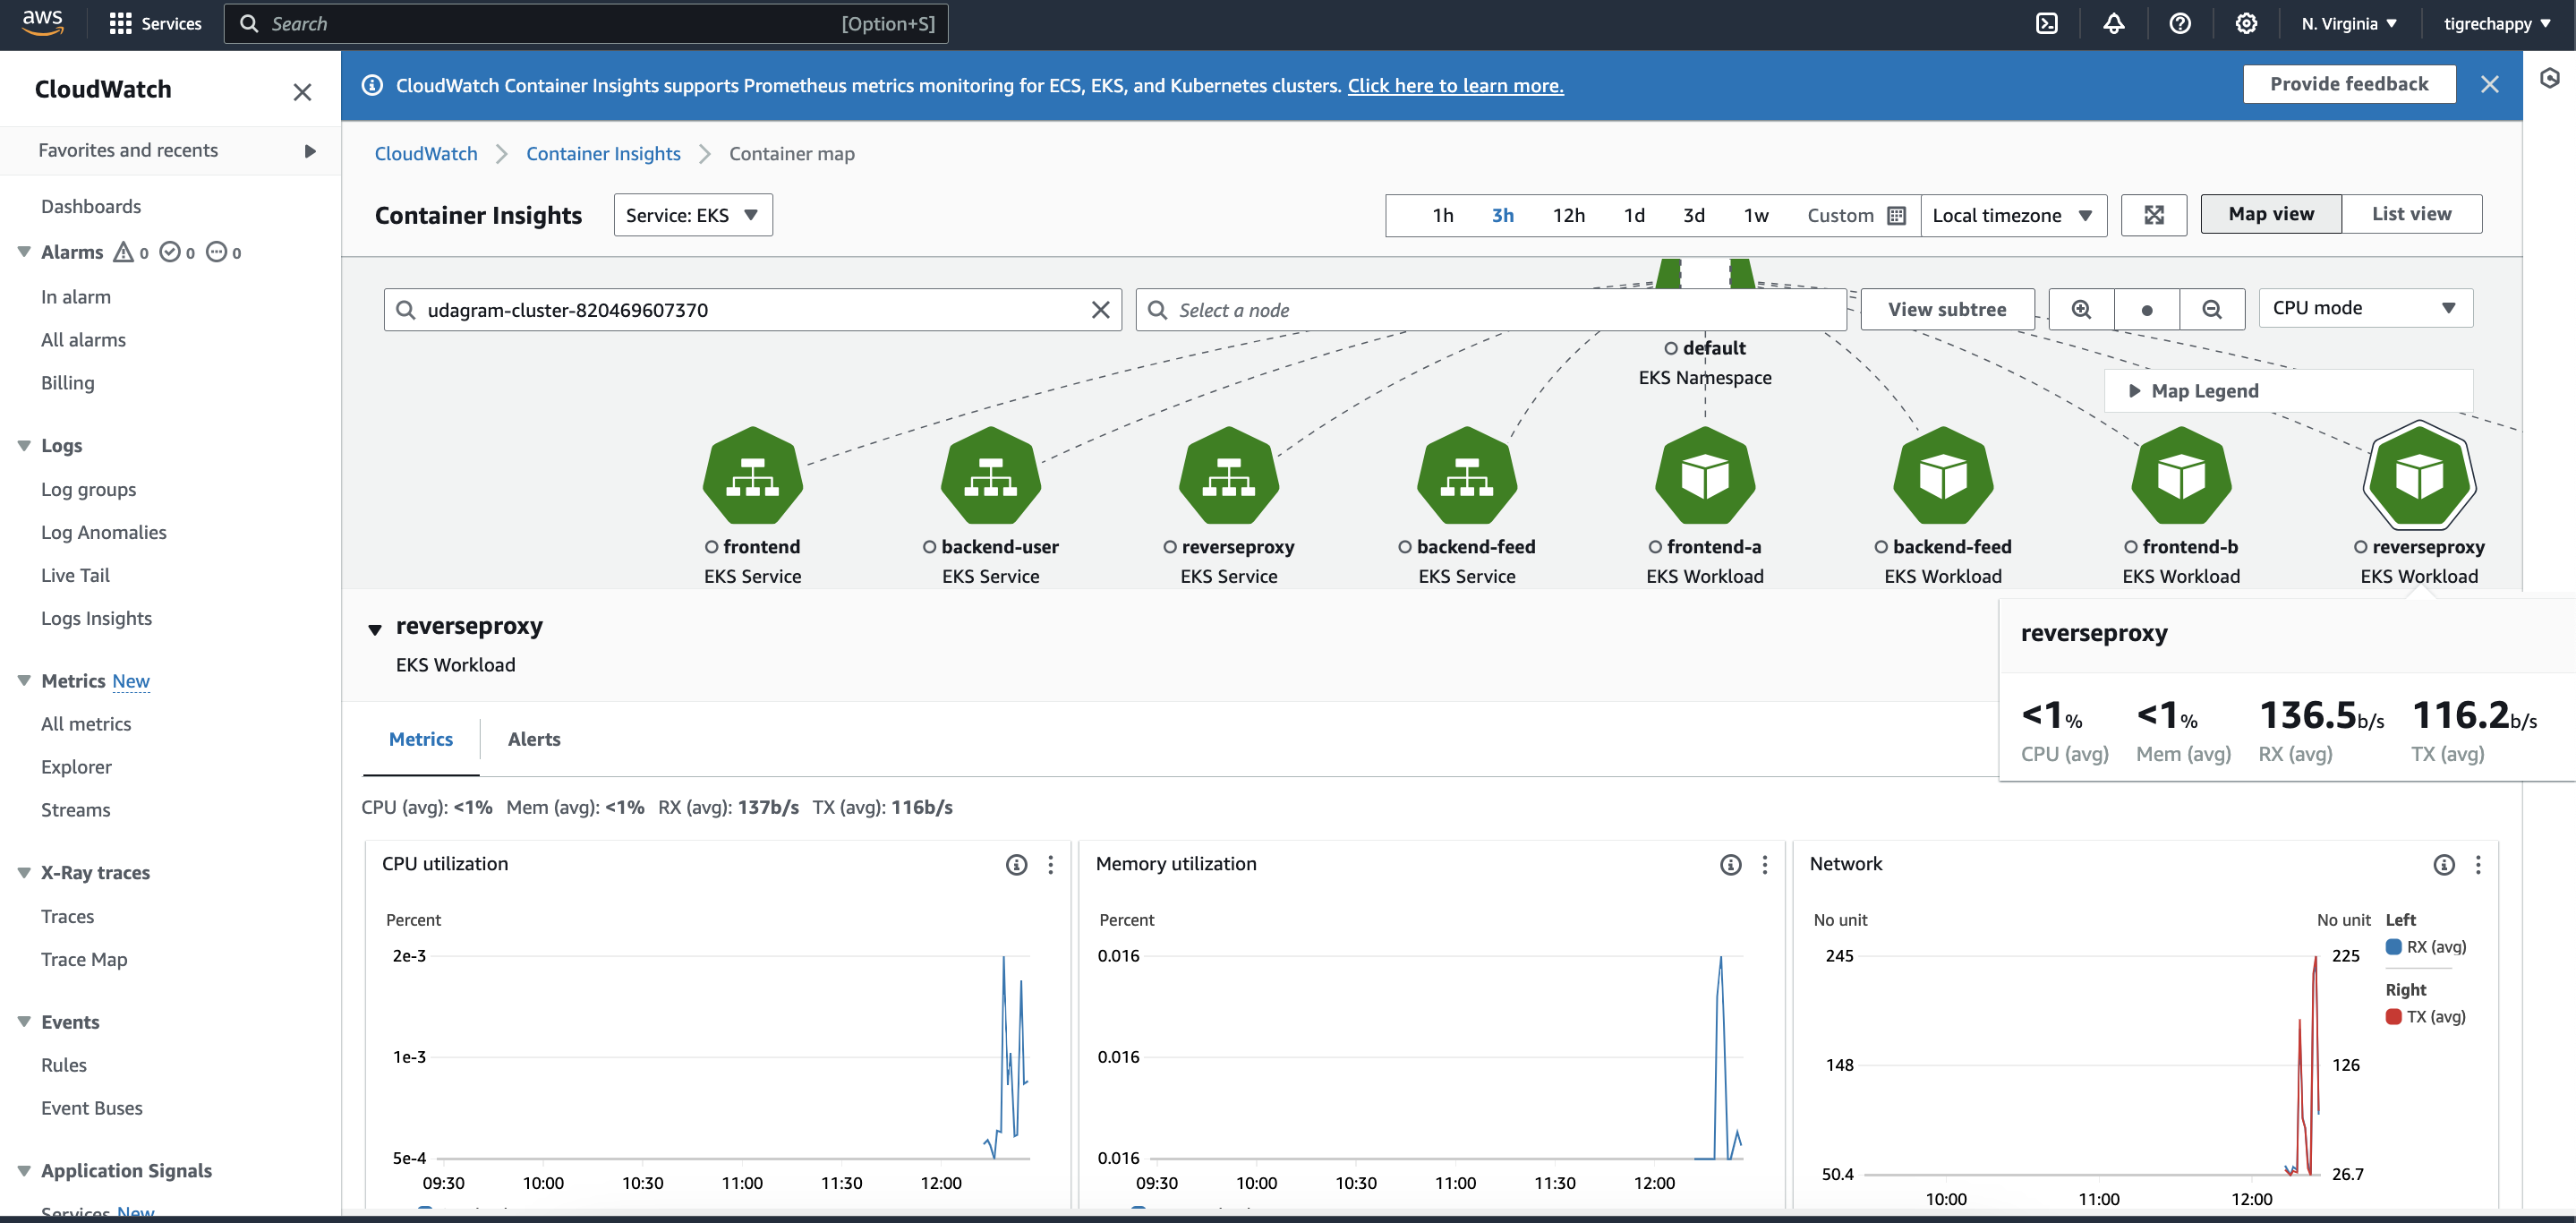 aws
Services
Search
[Option+S]
N. Virginia
tigrechappy
CloudWatch
Favorites and recents
Dashboards
Alarms 0 0 0
In alarm
All alarms
Billing
Logs
Log groups
Log Anomalies
Live Tail
Logs Insights
Metrics New
All metrics
Explorer
Streams
X-Ray traces
Traces
Trace Map
Events
Rules
Event Buses
Application Signals
Services New
CloudWatch Container Insights supports Prometheus metrics monitoring for ECS, EKS, and Kubernetes clusters. Click here to learn more.
Provide feedback
CloudWatch
Container Insights
Container map
Container Insights
Service: EKS
1h 3h 12h 1d 3d 1w Custom
Local timezone
Map view
List view
udagram-cluster-820469607370
Select a node
View subtree
CPU mode
default
EKS Namespace
Map Legend
frontend
EKS Service
backend-user
EKS Service
reverseproxy
EKS Service
backend-feed
EKS Service
frontend-a
EKS Workload
backend-feed
EKS Workload
frontend-b
EKS Workload
reverseproxy
EKS Workload
reverseproxy
EKS Workload
reverseproxy
<1% 
CPU (avg)
<1%
Mem (avg)
136.5b/s
RX (avg)
116.2b/s
TX (avg)
Metrics
Alerts
CPU (avg): <1% Mem (avg): <1% RX (avg): 137b/s TX (avg): 116b/s
CPU utilization
Percent
2e-3
1e-3
5e-4
09:30 10:00 10:30 11:00 11:30 12:00
Memory utilization
Percent
0.016
0.016
0.016
09:30 10:00 10:30 11:00 11:30 12:00
Network
No unit
No unit
245
148
50.4
225
126
26.7
10:00 11:00 12:00
Left
RX (avg)
Right
TX (avg)